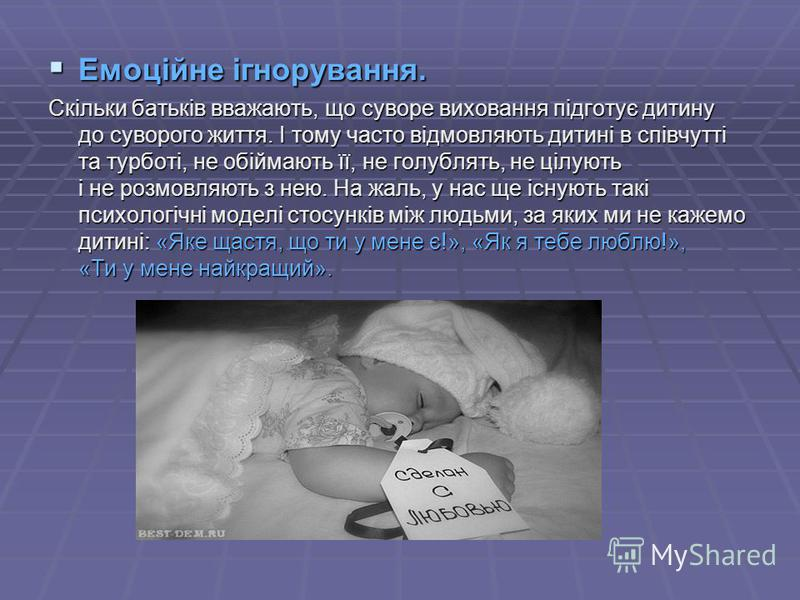 Емоційне ігнорування.
Скільки батьків вважають, що суворе виховання підготує дитину
до суворого життя. І тому часто відмовляють дитині в співчутті
та турботі, не обіймають її, не голублять, не цілують
і не розмовляють з нею. На жаль, у нас ще існують такі
психологічні моделі стосунків між людьми, за яких ми не кажемо
дитині: «Яке щастя, що ти у мене є!», «Як я тебе люблю!»,
«Ти у мене найкращий».
сделан
с
любовью
BEST-DEM.RU
MyShared